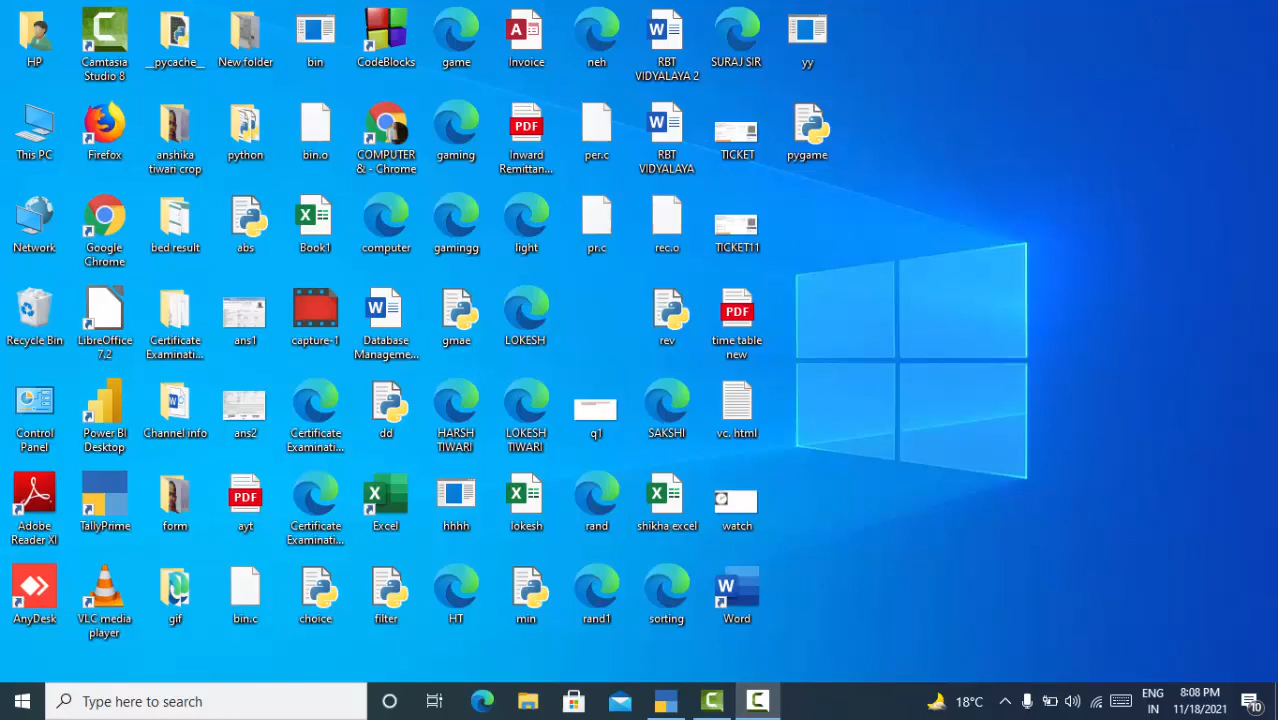 HP
Camtasia
Studio 8
__pycache__
New folder
bin
CodeBlocks
game
Invoice
neh
RBT
VIDYALAYA 2
SURAJ SIR
yy
This PC
Firefox
anshika
tiwari crop
python
bin.o
COMPUTER
& - Chrome
gaming
Inward
Remittan...
per.c
RBT
VIDYALAYA
TICKET
pygame
Network
Google
Chrome
bed result
abs
Book1
computer
gamingg
light
pr.c
rec.o
TICKET11
Recycle Bin
LibreOffice
7.2
Certificate
Examinati...
ans1
capture-1
Database
Manageme...
gmae
LOKESH
rev
time table
new
Control
Panel
Power BI
Desktop
Channel info
ans2
Certificate
Examinati...
dd
HARSH
TIWARI
LOKESH
TIWARI
q1
SAKSHI
vc. html
Adobe
Reader XI
TallyPrime
form
ayt
Certificate
Examinati...
Excel
hhhh
lokesh
rand
shikha excel
watch
AnyDesk
VLC media
player
gif
bin.c
choice
filter
HT
min
rand1
sorting
Word
PDF
PDF
PDF
Type here to search
18°C
ENG
IN
8:08 PM
11/18/2021
10